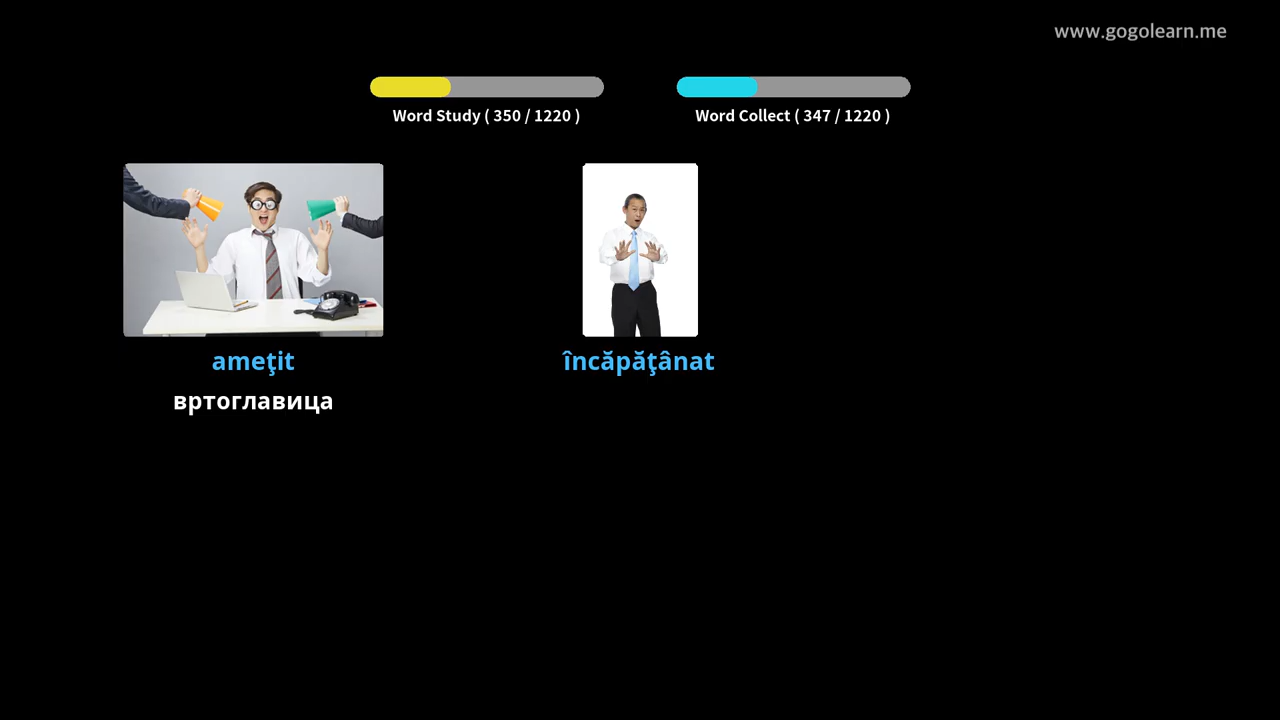 www.gogolearn.me
Word Study ( 350 / 1220 )
Word Collect ( 347 / 1220 )
ameţit
încăpăţânat
вртоглавица